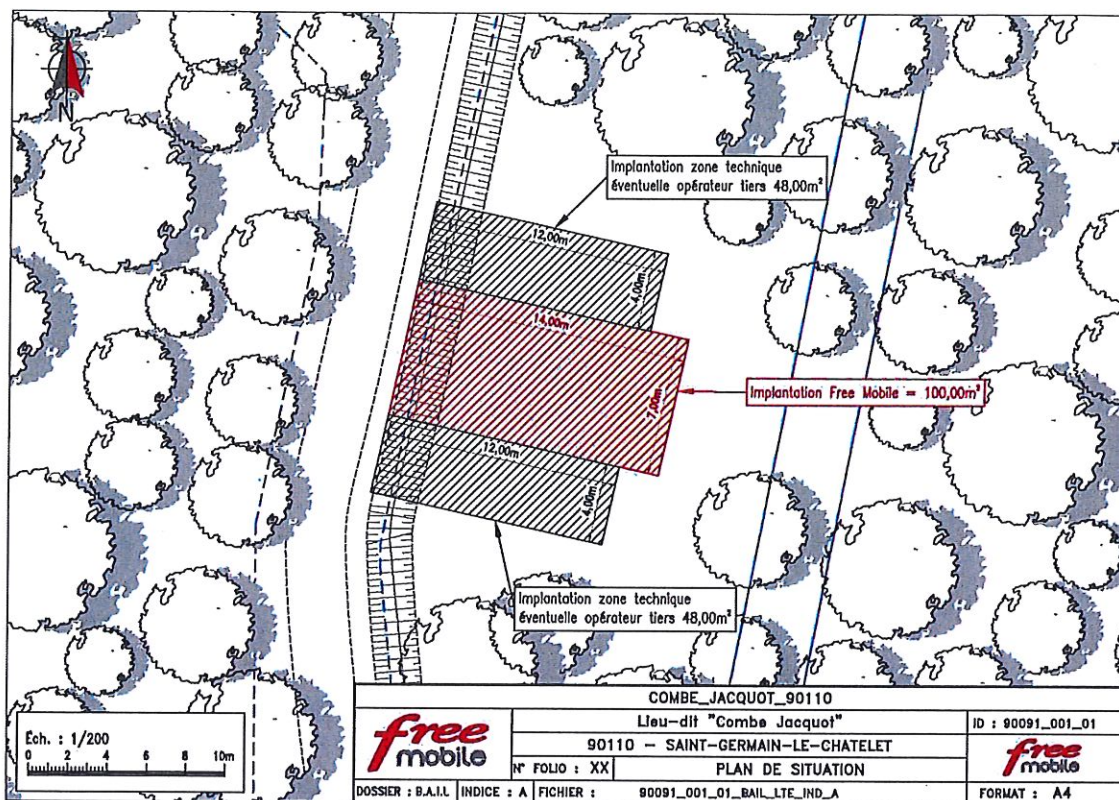 N
Implantation zone technique
éventuelle opérateur tiers 48,00m²
12,00m
4,00m
14,00m
7,00m
Implantation Free Mobile = 100,00m²
12,00m
4,00m
Implantation zone technique
éventuelle opérateur tiers 48,00m²
Éch. : 1/200
0 2 4 6 8 10m
COMBE_JACQUOT_90110
free mobile
Lieu-dit "Combe Jacquot"
ID : 90091_001_01
90110 - SAINT-GERMAIN-LE-CHATELET
free mobile
N° FOLIO : XX
PLAN DE SITUATION
DOSSIER : B.A.I.L
INDICE : A
FICHIER :
90091_001_01_BAIL_LTE_IND_A
FORMAT : A4